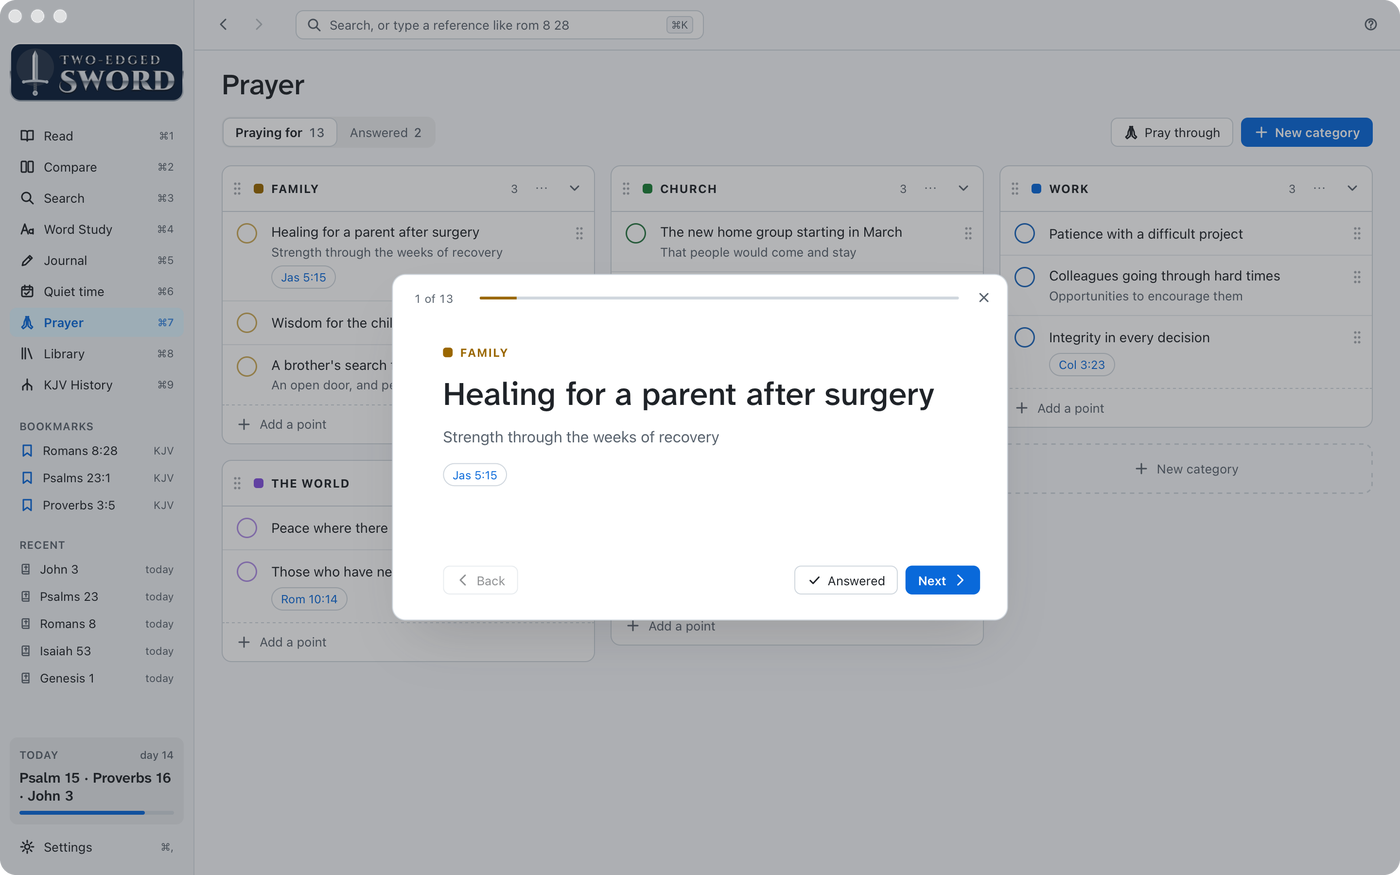 TWO-EDGED
SWORD
Search, or type a reference like rom 8 28 ⌘K
Read ⌘1
Compare ⌘2
Search ⌘3
Word Study ⌘4
Journal ⌘5
Quiet time ⌘6
Prayer ⌘7
Library ⌘8
KJV History ⌘9
BOOKMARKS
Romans 8:28 KJV
Psalms 23:1 KJV
Proverbs 3:5 KJV
RECENT
John 3 today
Psalms 23 today
Romans 8 today
Isaiah 53 today
Genesis 1 today
TODAY day 14
Psalm 15 · Proverbs 16
· John 3
Settings ⌘,
Prayer
Praying for 13 Answered 2
Pray through
New category
FAMILY 3
Healing for a parent after surgery
Strength through the weeks of recovery
Jas 5:15
Wisdom for the chil
A brother's search
An open door, and pe
Add a point
CHURCH 3
The new home group starting in March
That people would come and stay
Add a point
WORK 3
Patience with a difficult project
Colleagues going through hard times
Opportunities to encourage them
Integrity in every decision
Col 3:23
Add a point
New category
THE WORLD
Peace where there
Those who have ne
Rom 10:14
Add a point
1 of 13
FAMILY
Healing for a parent after surgery
Strength through the weeks of recovery
Jas 5:15
Back
Answered
Next